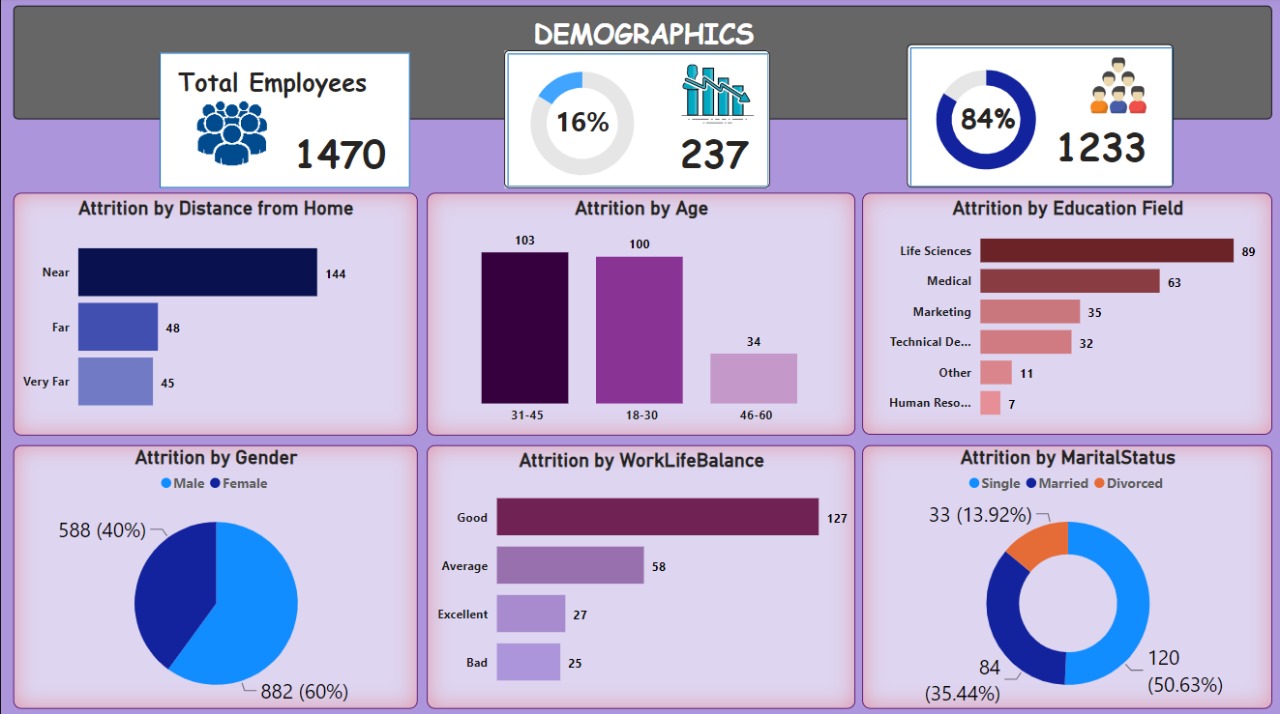 DEMOGRAPHICS
Total Employees
1470
16%
237
84%
1233
Attrition by Distance from Home
Near
144
Far
48
Very Far
45
Attrition by Age
103
100
34
31-45
18-30
46-60
Attrition by Education Field
Life Sciences
89
Medical
63
Marketing
35
Technical De...
32
Other
11
Human Reso...
7
Attrition by Gender
Male Female
588 (40%)
882 (60%)
Attrition by WorkLifeBalance
Good
127
Average
58
Excellent
27
Bad
25
Attrition by MaritalStatus
Single Married Divorced
33 (13.92%)
84
(35.44%)
120
(50.63%)